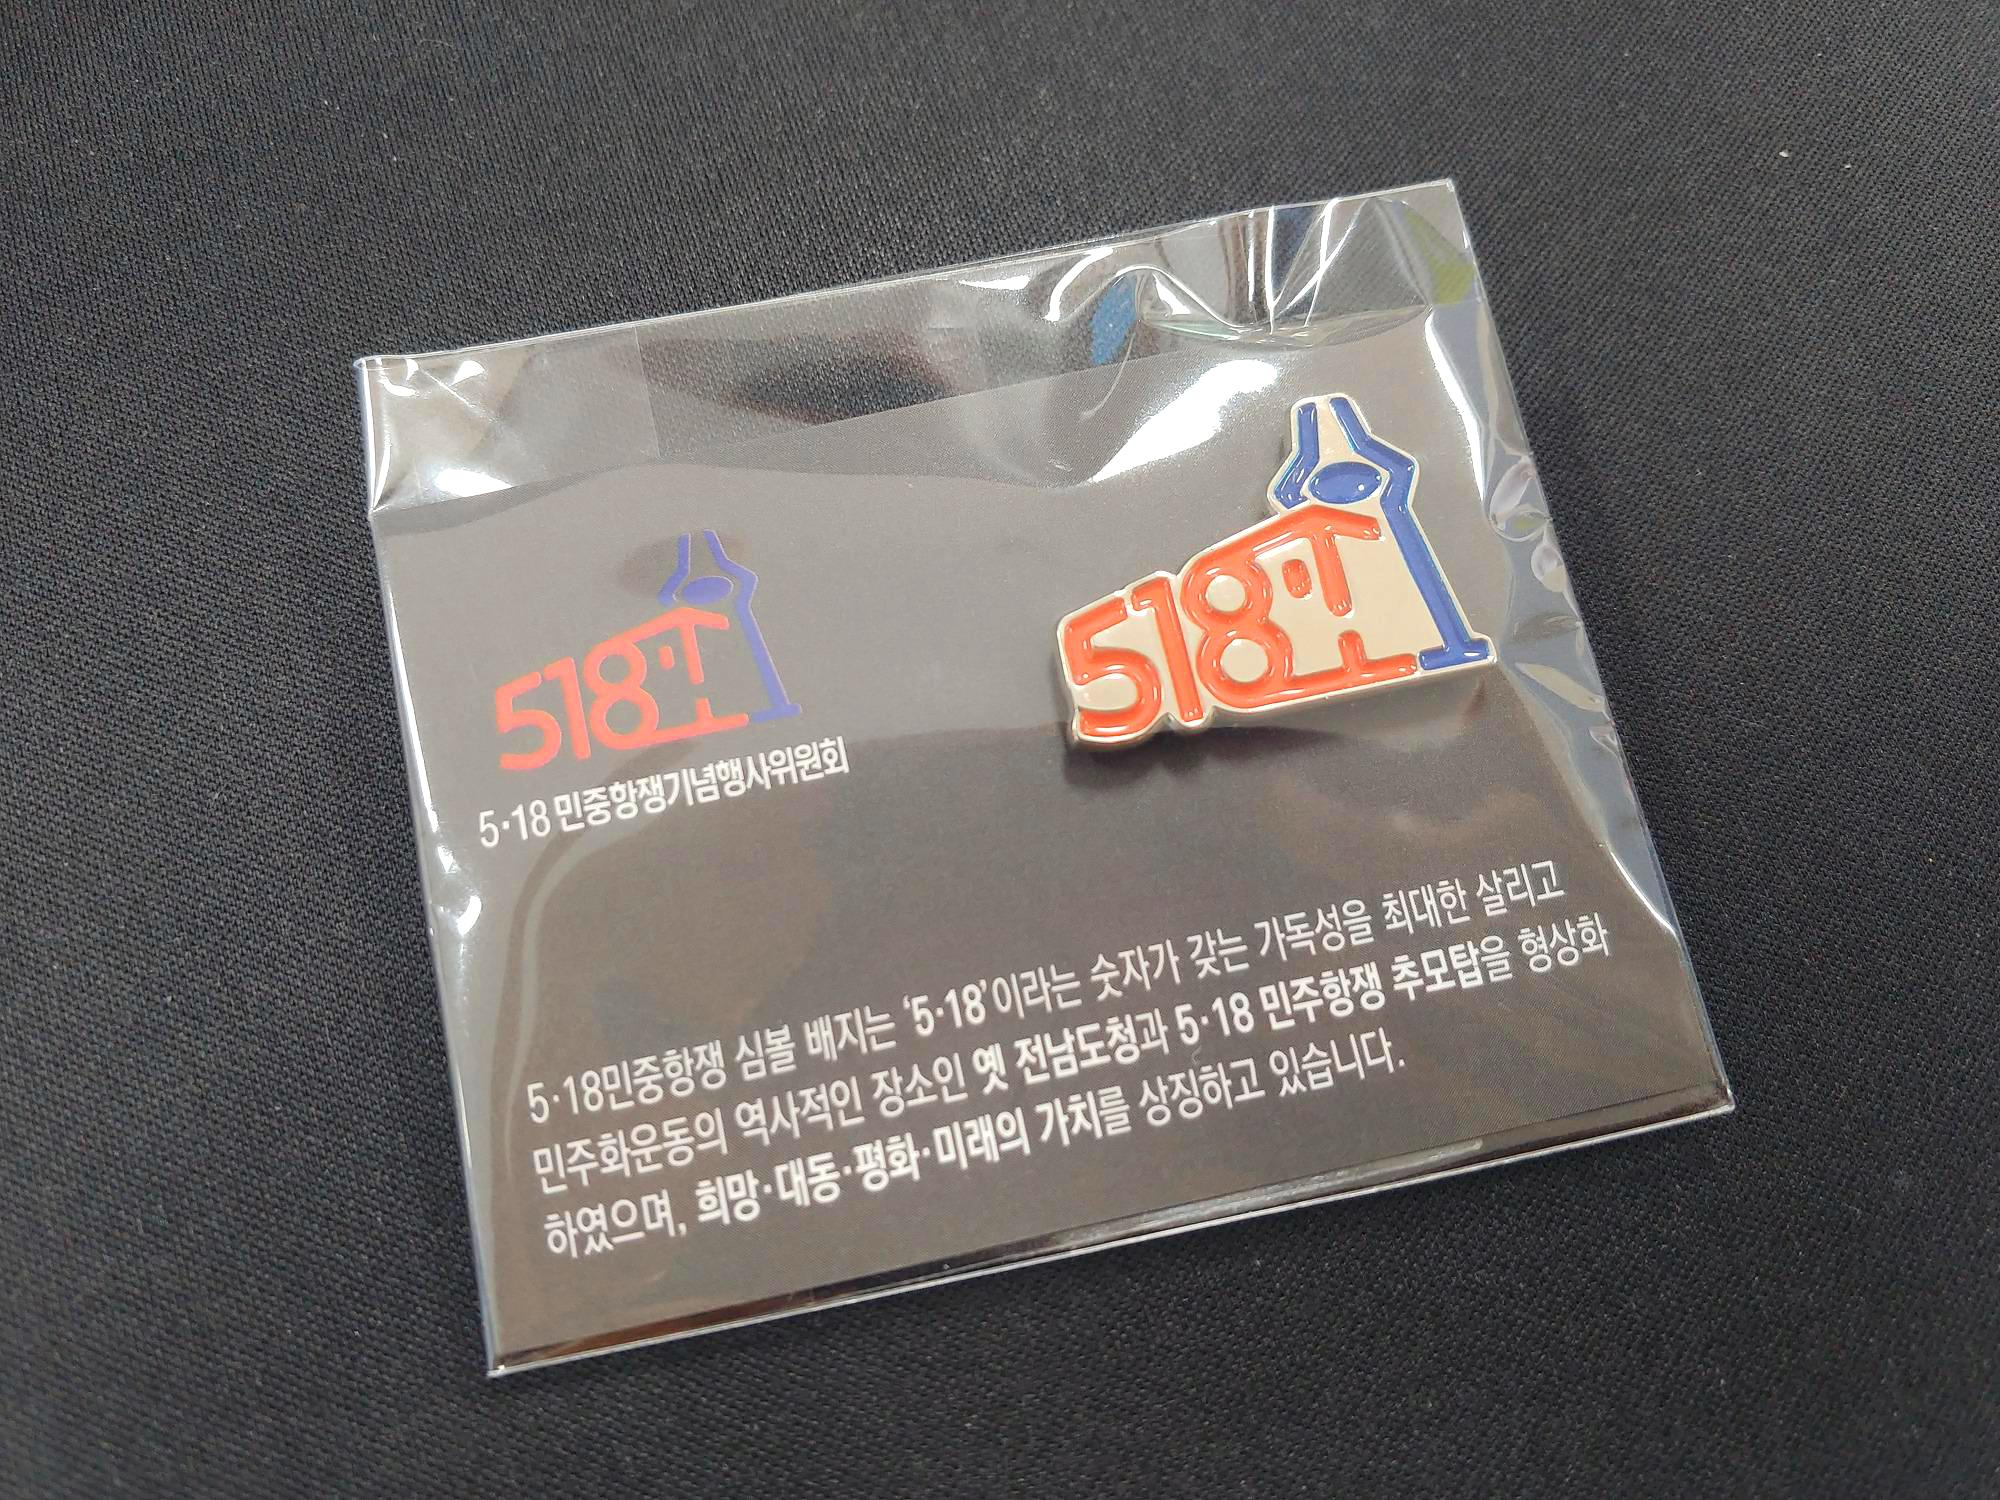 518
5·18 민중항쟁기념행사위원회
518
5·18민중항쟁 심볼 배지는 '5·18'이라는 숫자가 갖는 가독성을 최대한 살리고
민주화운동의 역사적인 장소인 옛 전남도청과 5·18 민주항쟁 추모탑을 형상화
하였으며, 희망·대동·평화·미래의 가치를 상징하고 있습니다.